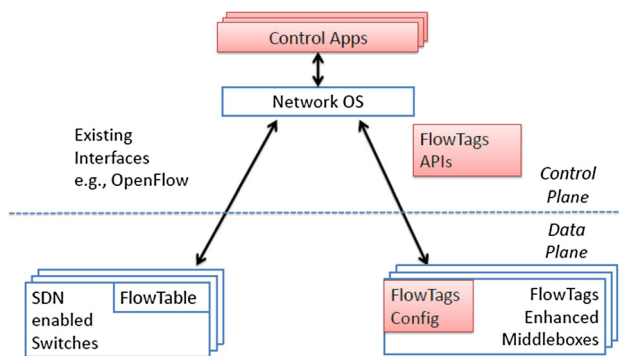 Control Apps
Network OS
Existing
Interfaces
e.g., OpenFlow
FlowTags
APIs
Control
Plane
Data
Plane
SDN
enabled
Switches
FlowTable
FlowTags
Config
FlowTags
Enhanced
Middleboxes